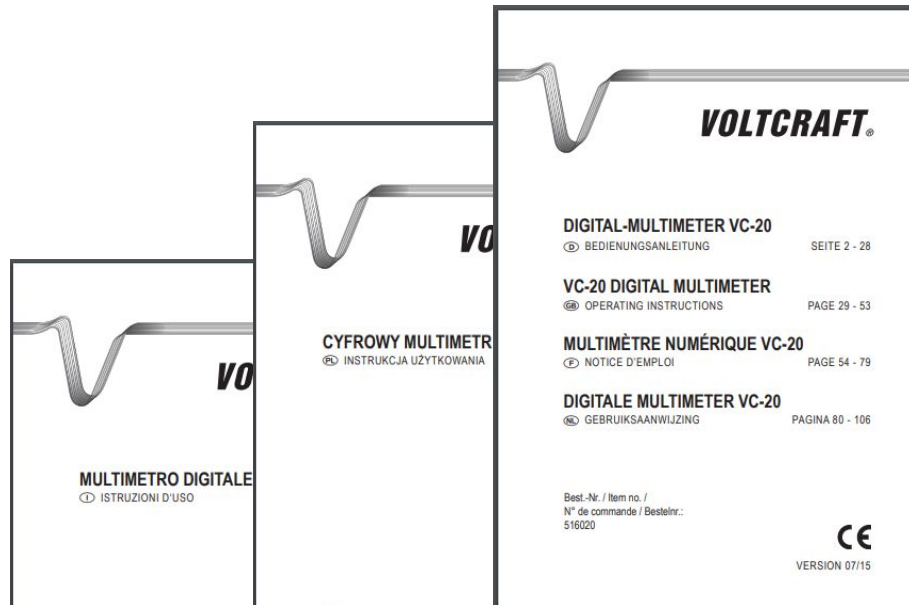 VOLTCRAFT®
DIGITAL-MULTIMETER VC-20
D BEDIENUNGSANLEITUNG SEITE 2 - 28
VC-20 DIGITAL MULTIMETER
GB OPERATING INSTRUCTIONS PAGE 29 - 53
MULTIMÈTRE NUMÉRIQUE VC-20
F NOTICE D'EMPLOI PAGE 54 - 79
DIGITALE MULTIMETER VC-20
NL GEBRUIKSAANWIJZING PAGINA 80 - 106
Best.-Nr. / Item no. /
N° de commande / Bestelnr.:
516020
CE
VERSION 07/15
VO
CYFROWY MULTIMETR
PL INSTRUKCJA UŻYTKOWANIA
VO
MULTIMETRO DIGITALE
I ISTRUZIONI D'USO